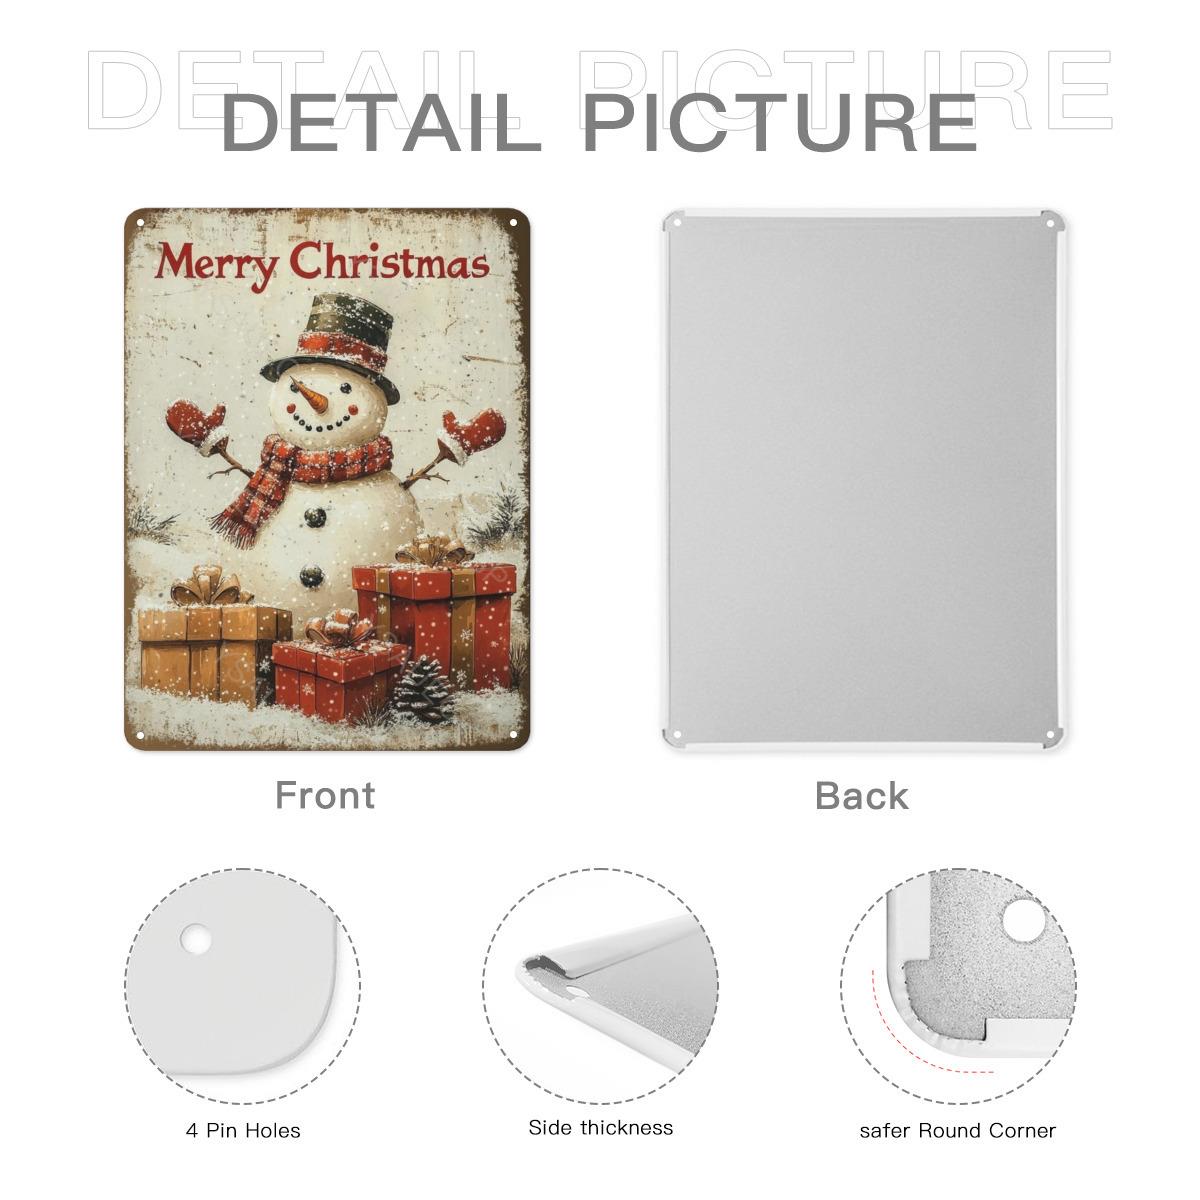 DETAIL PICTURE
DETAIL PICTURE
Merry Christmas
Front
Back
4 Pin Holes
Side thickness
safer Round Corner